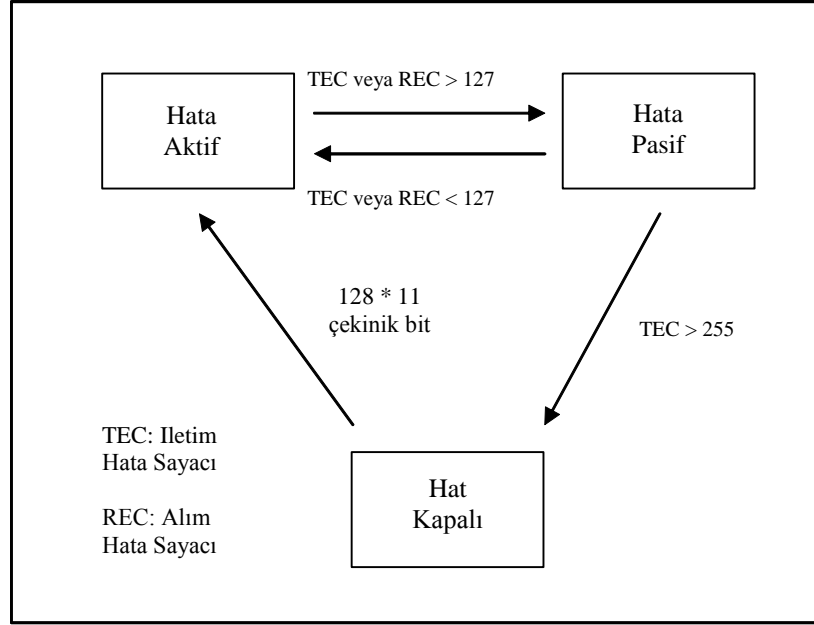 Hata
Aktif
TEC veya REC > 127
Hata
Pasif
TEC veya REC < 127
128 * 11
çekinik bit
TEC > 255
TEC: Iletim
Hata Sayacı
REC: Alım
Hata Sayacı
Hat
Kapalı